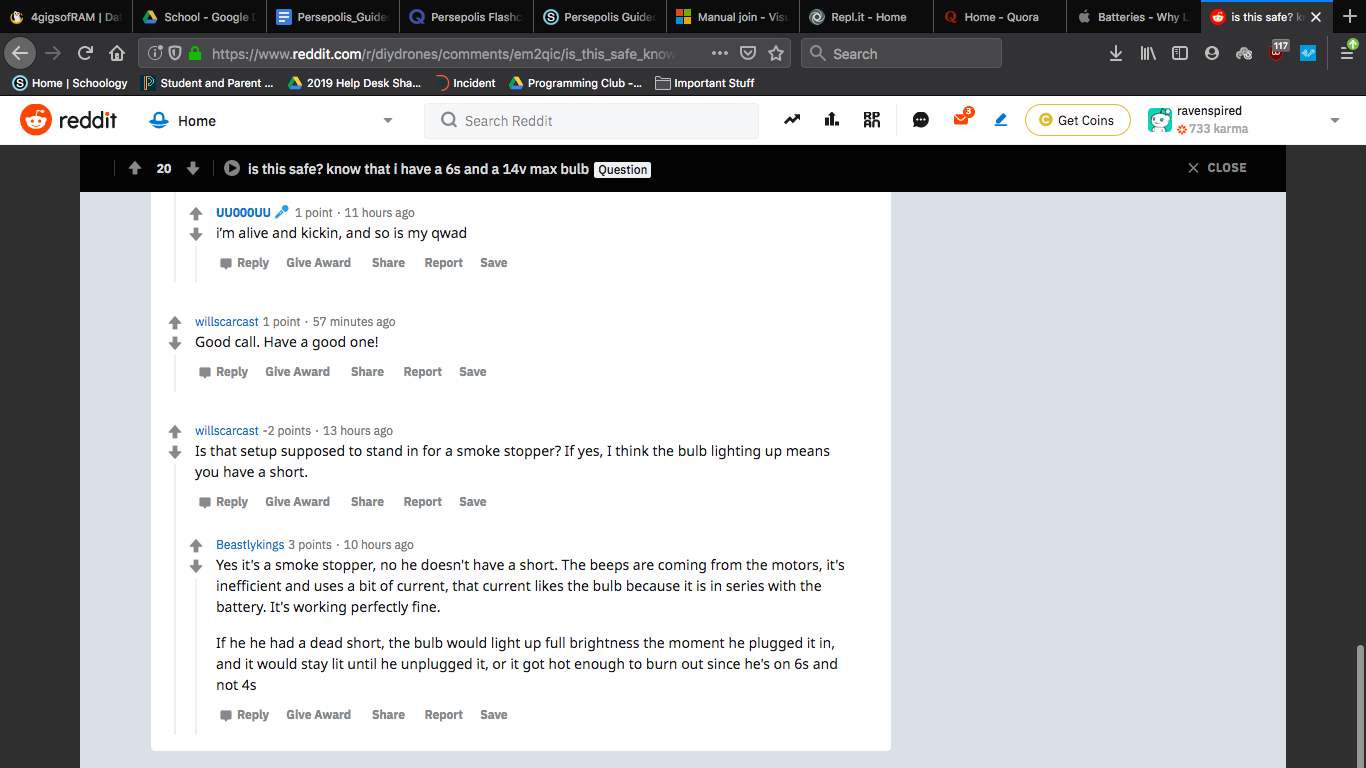 4gigsofRAM | Da
School - Google D
Persepolis_Guide
Persepolis Flashc
Persepolis Guide
Manual join - Visu
Repl.it - Home
Home - Quora
Batteries - Why L
is this safe? k
https://www.reddit.com/r/diydrones/comments/em2qic/is_this_safe_know
Search
117
Home | Schoology
Student and Parent ...
2019 Help Desk Sha...
Incident
Programming Club -...
Important Stuff
reddit
Home
Search Reddit
3
Get Coins
ravenspired
733 karma
20
is this safe? know that i have a 6s and a 14v max bulb Question
CLOSE
UU000UU 1 point · 11 hours ago
i'm alive and kickin, and so is my qwad
Reply Give Award Share Report Save
willscarcast 1 point · 57 minutes ago
Good call. Have a good one!
Reply Give Award Share Report Save
willscarcast -2 points · 13 hours ago
Is that setup supposed to stand in for a smoke stopper? If yes, I think the bulb lighting up means
you have a short.
Reply Give Award Share Report Save
Beastlykings 3 points · 10 hours ago
Yes it's a smoke stopper, no he doesn't have a short. The beeps are coming from the motors, it's
inefficient and uses a bit of current, that current likes the bulb because it is in series with the
battery. It's working perfectly fine.
If he he had a dead short, the bulb would light up full brightness the moment he plugged it in,
and it would stay lit until he unplugged it, or it got hot enough to burn out since he's on 6s and
not 4s
Reply Give Award Share Report Save